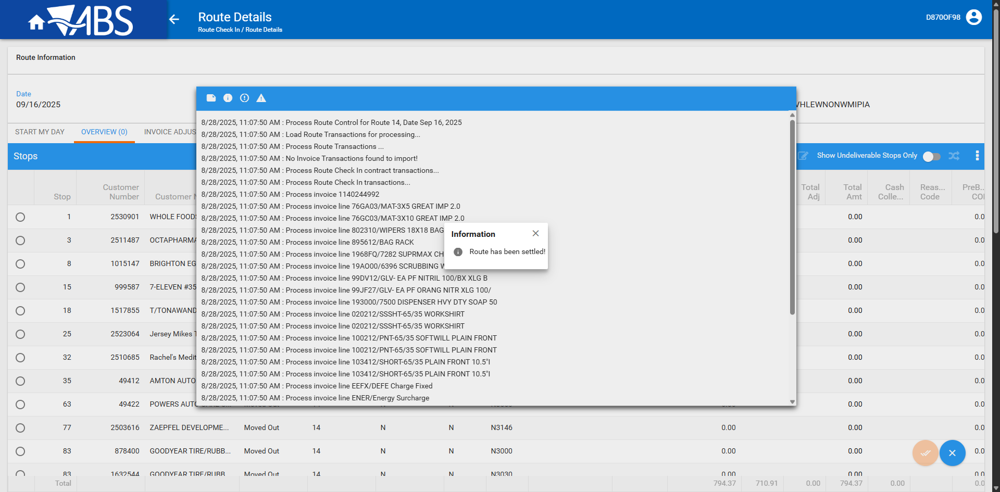 ABS
Route Details
Route Check In / Route Details
D870OF98
Route Information
Date
09/16/2025
VHLEWNONWMIPIA
START MY DAY
OVERVIEW (0)
INVOICE ADJUS
Stops
Show Undeliverable Stops Only
Stop
Customer
Number
Customer N
Total
Adj
Total
Amt
Cash
Colle...
Reas...
Code
PreB...
COI
1 2530901 WHOLE FOODS 0.00 0.0
3 2511487 OCTAPHARMA 0.00 0.0
8 1015147 BRIGHTON EG 0.00 0.0
15 999587 7-ELEVEN #35 0.00 0.0
18 1517855 T/TONAWAND 0.00 0.0
25 2523064 Jersey Mikes T 0.00 0.0
32 2510685 Rachel's Medit 0.00 0.0
35 49412 AMTON AUTO 0.00 0.0
63 49422 POWERS AUTO 0.00 0.0
77 2503616 ZAEPFEL DEVELOPME... Moved Out 14 N N N3146 0.00 0.00 0.0
83 878400 GOODYEAR TIRE/RUBB... Moved Out 14 N N N3000 0.00 0.00 0.0
83 1632544 GOODYEAR TIRE/RUBB... Moved Out 14 N N N3030 0.00 0.00 0.0
Total 794.37 710.91 0.00 794.37 0.00 0.0
8/28/2025, 11:07:50 AM : Process Route Control for Route 14, Date Sep 16, 2025
8/28/2025, 11:07:50 AM : Load Route Transactions for processing...
8/28/2025, 11:07:50 AM : Process Route Transactions ...
8/28/2025, 11:07:50 AM : No Invoice Transactions found to import!
8/28/2025, 11:07:50 AM : Process Route Check In contract transactions...
8/28/2025, 11:07:50 AM : Process Route Check In transactions...
8/28/2025, 11:07:50 AM : Process invoice 1140244992
8/28/2025, 11:07:50 AM : Process invoice line 76GA03/MAT-3X5 GREAT IMP 2.0
8/28/2025, 11:07:50 AM : Process invoice line 76GC03/MAT-3X10 GREAT IMP 2.0
8/28/2025, 11:07:50 AM : Process invoice line 802310/WIPERS 18X18 BAG
8/28/2025, 11:07:50 AM : Process invoice line 895612/BAG RACK
8/28/2025, 11:07:50 AM : Process invoice line 1968FQ/7282 SUPRMAX CH
8/28/2025, 11:07:50 AM : Process invoice line 19AO00/6396 SCRUBBING W
8/28/2025, 11:07:50 AM : Process invoice line 99DV12/GLV- EA PF NITRIL 100/BX XLG B
8/28/2025, 11:07:50 AM : Process invoice line 99JF27/GLV- EA PF ORANG NITR XLG 100/
8/28/2025, 11:07:50 AM : Process invoice line 193000/7500 DISPENSER HVY DTY SOAP 50
8/28/2025, 11:07:50 AM : Process invoice line 020212/SSSHT-65/35 WORKSHIRT
8/28/2025, 11:07:50 AM : Process invoice line 020212/SSSHT-65/35 WORKSHIRT
8/28/2025, 11:07:50 AM : Process invoice line 100212/PNT-65/35 SOFTWILL PLAIN FRONT
8/28/2025, 11:07:50 AM : Process invoice line 100212/PNT-65/35 SOFTWILL PLAIN FRONT
8/28/2025, 11:07:50 AM : Process invoice line 103412/SHORT-65/35 PLAIN FRONT 10.5"I
8/28/2025, 11:07:50 AM : Process invoice line 103412/SHORT-65/35 PLAIN FRONT 10.5"I
8/28/2025, 11:07:50 AM : Process invoice line EEFX/DEFE Charge Fixed
8/28/2025, 11:07:50 AM : Process invoice line ENER/Energy Surcharge
Information
Route has been settled!